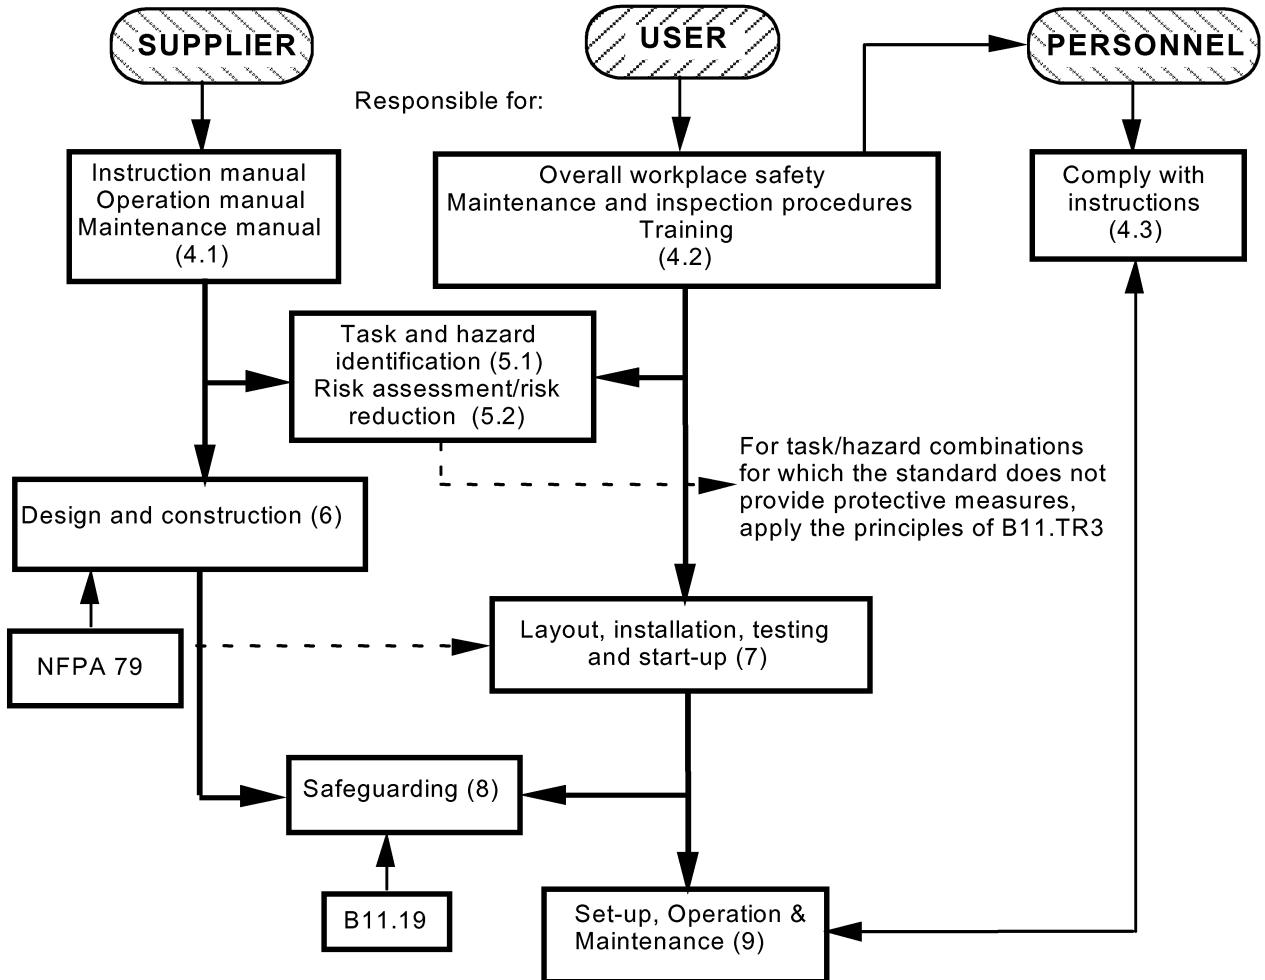 SUPPLIER
USER
PERSONNEL
Responsible for:
Instruction manual
Operation manual
Maintenance manual
(4.1)
Overall workplace safety
Maintenance and inspection procedures
Training
(4.2)
Comply with
instructions
(4.3)
Task and hazard
identification (5.1)
Risk assessment/risk
reduction (5.2)
For task/hazard combinations
for which the standard does not
provide protective measures,
apply the principles of B11.TR3
Design and construction (6)
NFPA 79
Layout, installation, testing
and start-up (7)
Safeguarding (8)
B11.19
Set-up, Operation &
Maintenance (9)